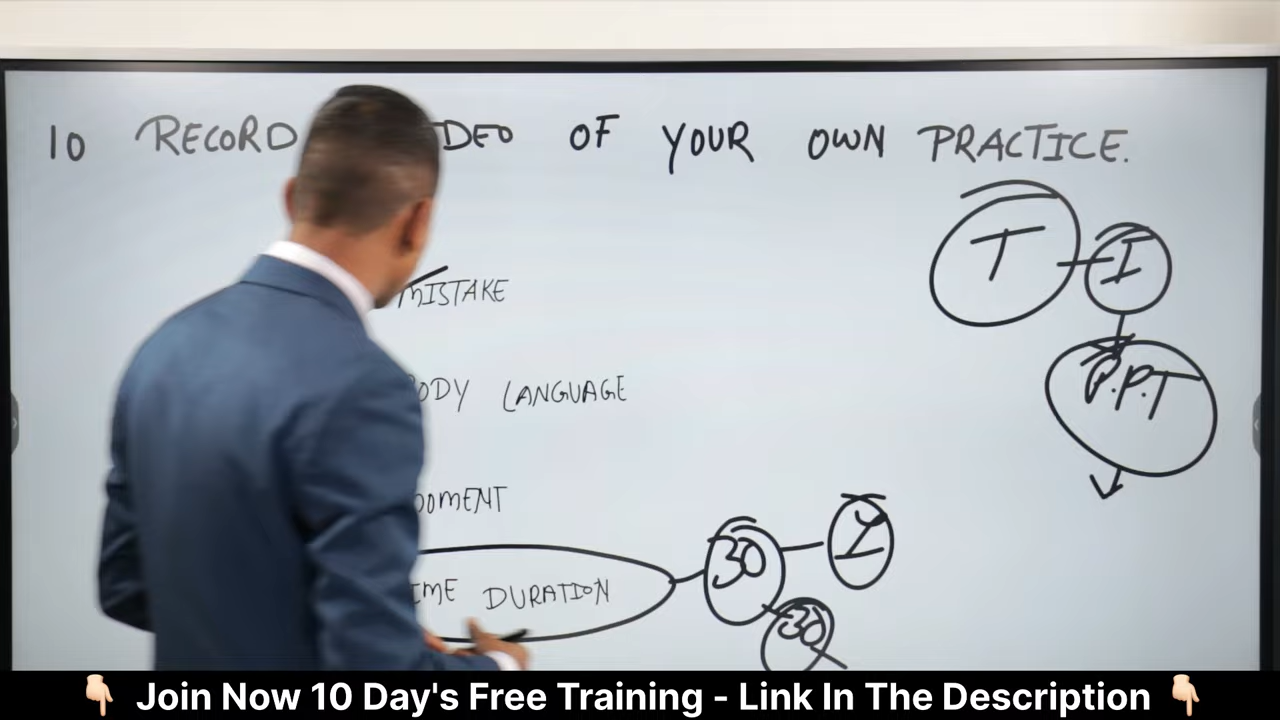 10 RECORD DEO OF YOUR OWN PRACTICE.
T I
MISTAKE
P.P.T
ODY LANGUAGE
OMENT
30
IME DURATION
30
👇🏻 Join Now 10 Day's Free Training - Link In The Description 👇🏻